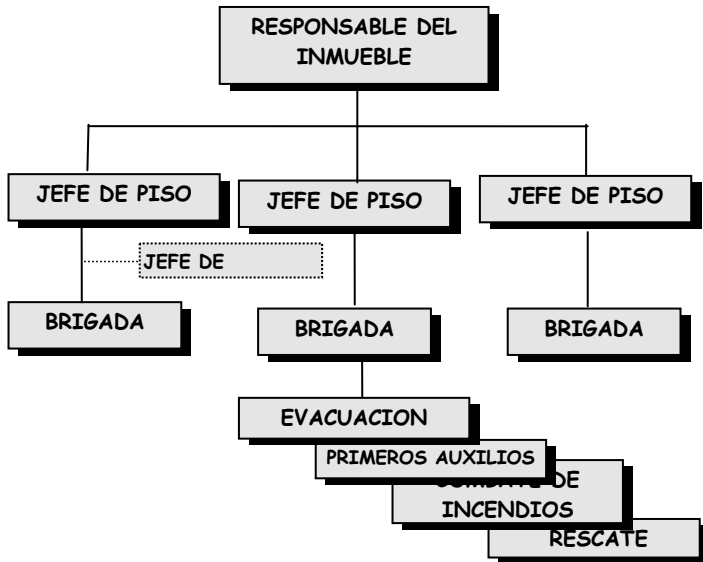 RESPONSABLE DEL
INMUEBLE
JEFE DE PISO
JEFE DE PISO
JEFE DE PISO
JEFE DE
BRIGADA
BRIGADA
BRIGADA
EVACUACION
PRIMEROS AUXILIOS
DE
INCENDIOS
RESCATE